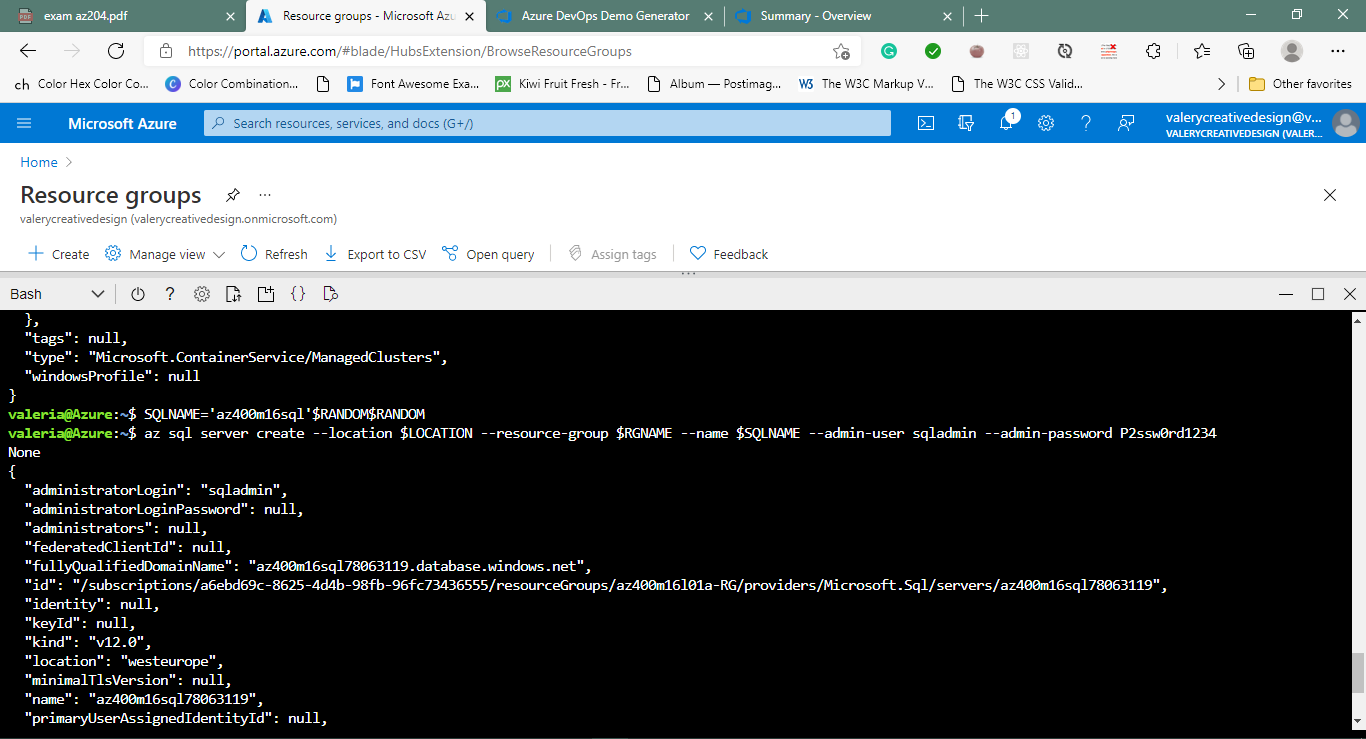 exam az204.pdf
Resource groups - Microsoft Azu
Azure DevOps Demo Generator
Summary - Overview
https://portal.azure.com/#blade/HubsExtension/BrowseResourceGroups
ch Color Hex Color Co...
C Color Combination...
Font Awesome Exa...
px Kiwi Fruit Fresh - Fr...
Album — Postimag...
W3 The W3C Markup V...
The W3C CSS Valid...
Other favorites
Microsoft Azure
Search resources, services, and docs (G+/)
1
valerycreativedesign@v...
VALERYCREATIVEDESIGN (VALER...
Home
Resource groups
valerycreativedesign (valerycreativedesign.onmicrosoft.com)
Create
Manage view
Refresh
Export to CSV
Open query
Assign tags
Feedback
Bash
},
"tags": null,
"type": "Microsoft.ContainerService/ManagedClusters",
"windowsProfile": null
}
valeria@Azure:~$ SQLNAME='az400m16sql'$RANDOM$RANDOM
valeria@Azure:~$ az sql server create --location $LOCATION --resource-group $RGNAME --name $SQLNAME --admin-user sqladmin --admin-password P2ssw0rd1234
None
{
"administratorLogin": "sqladmin",
"administratorLoginPassword": null,
"administrators": null,
"federatedClientId": null,
"fullyQualifiedDomainName": "az400m16sql78063119.database.windows.net",
"id": "/subscriptions/a6ebd69c-8625-4d4b-98fb-96fc73436555/resourceGroups/az400m16l01a-RG/providers/Microsoft.Sql/servers/az400m16sql78063119",
"identity": null,
"keyId": null,
"kind": "v12.0",
"location": "westeurope",
"minimalTlsVersion": null,
"name": "az400m16sql78063119",
"primaryUserAssignedIdentityId": null,